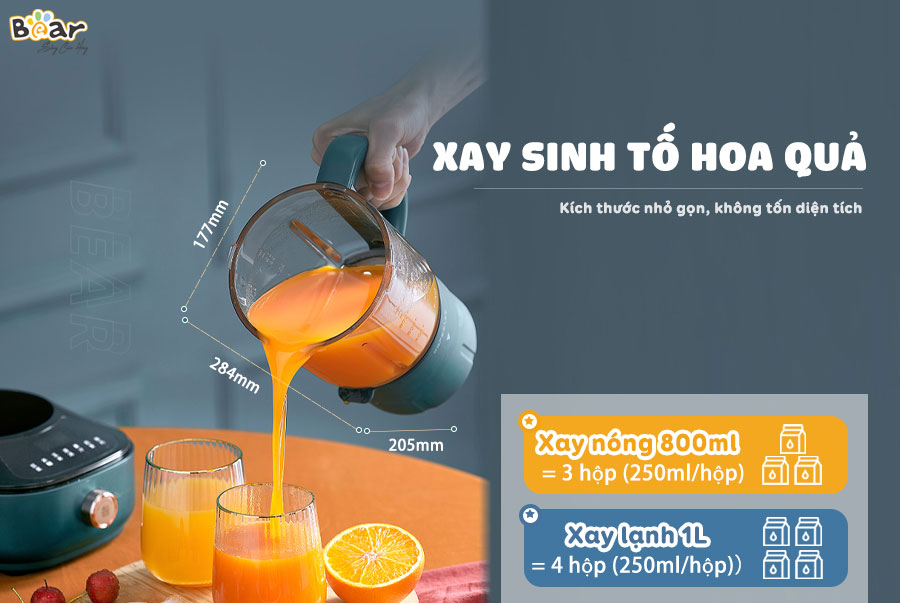 Bear
XAY SINH TỐ HOA QUẢ
Kích thước nhỏ gọn, không tốn diện tích
BEAR
177mm
284mm
205mm
Xay nóng 800ml
= 3 hộp (250ml/hộp)
Xay lạnh 1L
= 4 hộp (250ml/hộp))